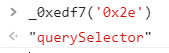 > _0xedf7('0x2e')
< "querySelector"